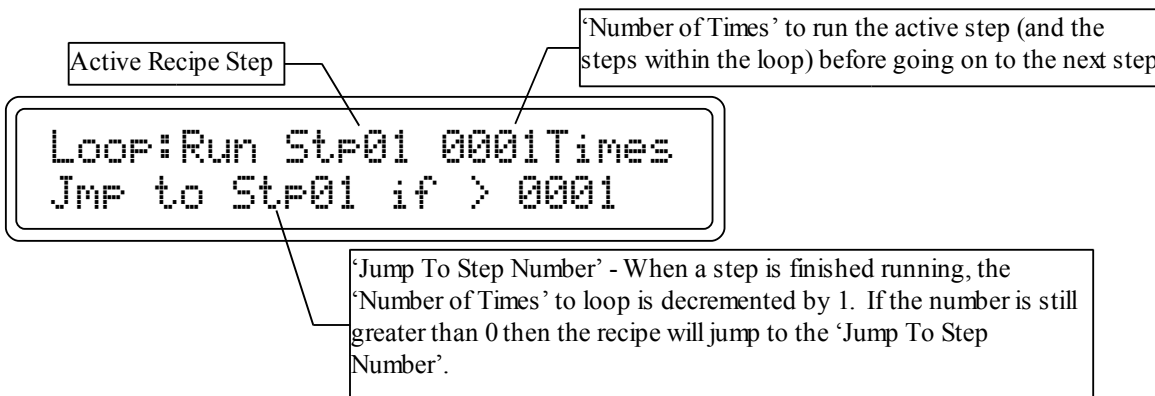 ‘Number of Times’ to run the active step (and the
steps within the loop) before going on to the next step
Active Recipe Step
Loop:Run Stp01 0001Times
Jmp to Stp01 if > 0001
‘Jump To Step Number’ - When a step is finished running, the
‘Number of Times’ to loop is decremented by 1. If the number is still
greater than 0 then the recipe will jump to the ‘Jump To Step
Number’.